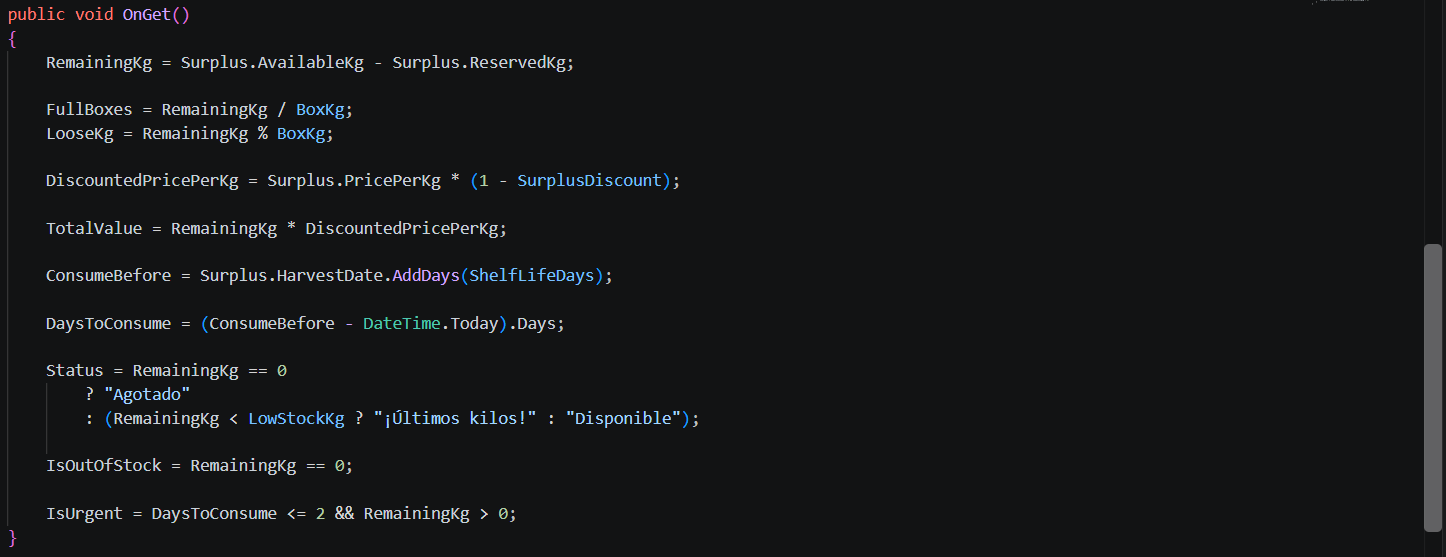 public void OnGet()
{
    RemainingKg = Surplus.AvailableKg - Surplus.ReservedKg;
    FullBoxes = RemainingKg / BoxKg;
    LooseKg = RemainingKg % BoxKg;
    DiscountedPricePerKg = Surplus.PricePerKg * (1 - SurplusDiscount);
    TotalValue = RemainingKg * DiscountedPricePerKg;
    ConsumeBefore = Surplus.HarvestDate.AddDays(ShelfLifeDays);
    DaysToConsume = (ConsumeBefore - DateTime.Today).Days;
    Status = RemainingKg == 0
        ? "Agotado"
        : (RemainingKg < LowStockKg ? "¡Últimos kilos!" : "Disponible");
    IsOutOfStock = RemainingKg == 0;
    IsUrgent = DaysToConsume <= 2 && RemainingKg > 0;
}